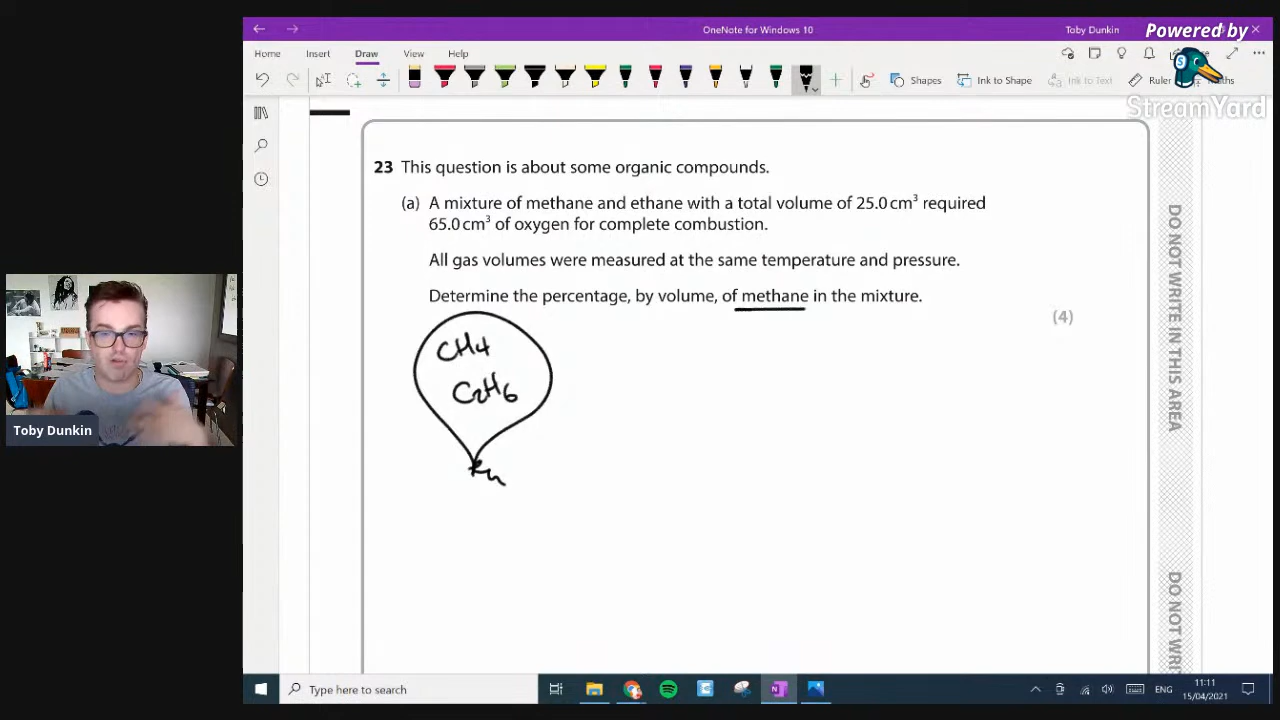 OneNote for Windows 10
Toby Dunkin
Powered by
Home
Insert
Draw
View
Help
Shapes
Ink to Shape
Ink to Text
Ruler
StreamYard
23 This question is about some organic compounds.
(a) A mixture of methane and ethane with a total volume of 25.0 cm³ required
65.0 cm³ of oxygen for complete combustion.
All gas volumes were measured at the same temperature and pressure.
Determine the percentage, by volume, of methane in the mixture.
(4)
CH4
C2H6
DO NOT WRITE IN THIS AREA
DO NOT WRI
Toby Dunkin
Type here to search
ENG
11:11
15/04/2021